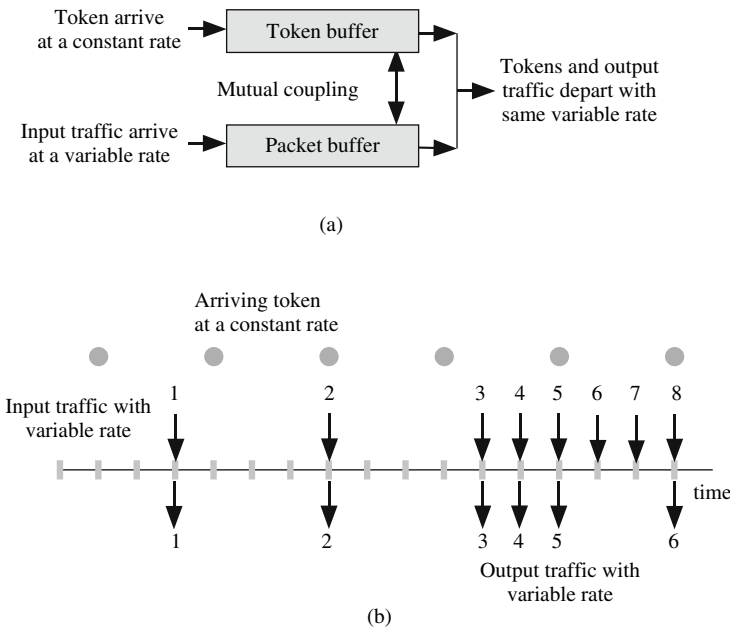 Token arrive
at a constant rate
Token buffer
Mutual coupling
Tokens and output
traffic depart with
same variable rate
Input traffic arrive
at a variable rate
Packet buffer
(a)
Arriving token
at a constant rate
Input traffic with
variable rate
1 2 3 4 5 6 7 8
time
1 2 3 4 5 6
Output traffic with
variable rate
(b)